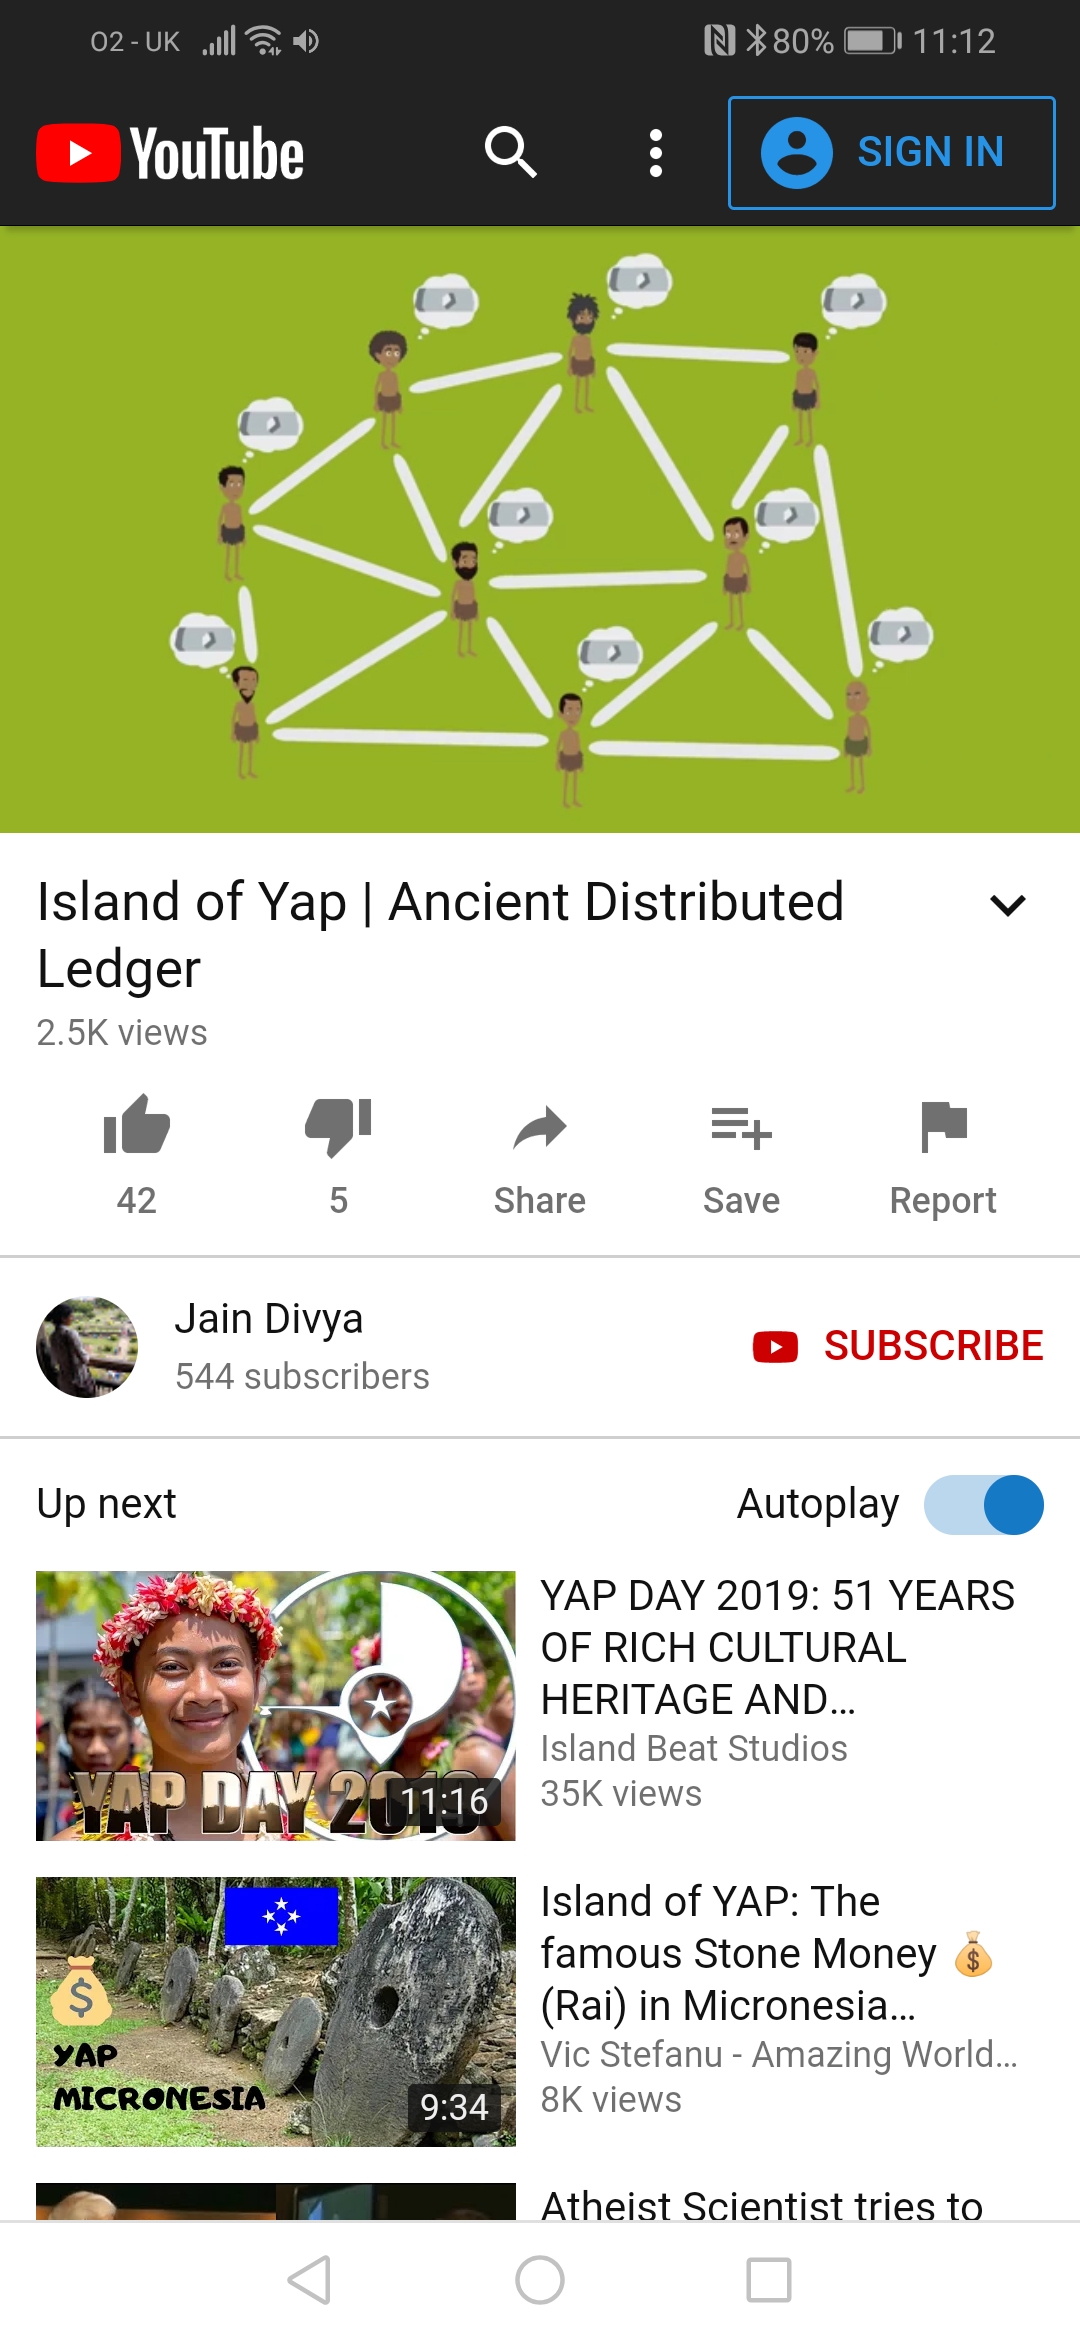 O2 - UK 80% 11:12
YouTube SIGN IN
Island of Yap | Ancient Distributed
Ledger
2.5K views
42 5 Share Save Report
Jain Divya
544 subscribers
SUBSCRIBE
Up next Autoplay
YAP DAY 2019
11:16
YAP DAY 2019: 51 YEARS
OF RICH CULTURAL
HERITAGE AND...
Island Beat Studios
35K views
$
YAP
MICRONESIA
9:34
Island of YAP: The
famous Stone Money 💰
(Rai) in Micronesia...
Vic Stefanu - Amazing World...
8K views
Atheist Scientist tries to